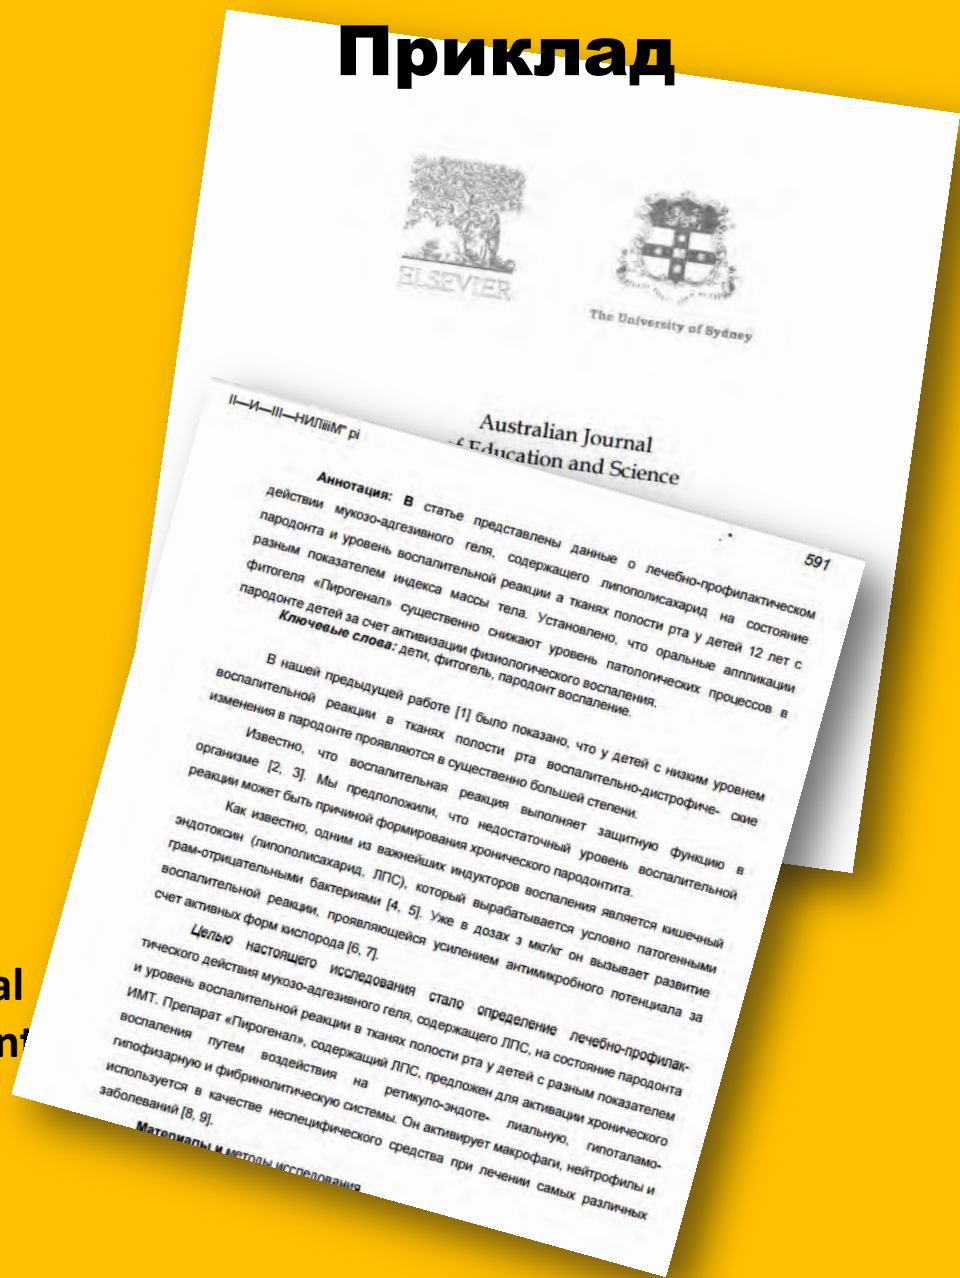 Приклад
ELSEVIER
The University of Sydney
Australian Journal
of Education and Science
II—И—III—НИЛiiiM" pi
591
Аннотация: В статье представлены данные о лечебно-профилактическом
действии мукозо-адгезивного геля, содержащего липополисахарид на состояние
пародонта и уровень воспалительной реакции а тканях полости рта у детей 12 лет с
разным показателем индекса массы тела. Установлено, что оральные аппликации
фитогеля «Пирогенал» существенно снижают уровень патологических процессов в
пародонте детей за счет активизации физиологического воспаления.
Ключевые слова: дети, фитогель, пародонт воспаление.
В нашей предыдущей работе [1] было показано, что у детей с низким уровнем
воспалительной реакции в тканях полости рта воспалительно-дистрофиче- ские
изменения в пародонте проявляются в существенно большей степени.
Известно, что воспалительная реакция выполняет защитную функцию в
организме [2, 3]. Мы предположили, что недостаточный уровень воспалительной
реакции может быть причиной формирования хронического пародонтита.
Как известно, одним из важнейших индукторов воспаления является кишечный
эндотоксин (липополисахарид, ЛПС), который вырабатывается условно патогенными
грам-отрицательными бактериями [4, 5]. Уже в дозах з мкг/кг он вызывает развитие
воспалительной реакции, проявляющейся усилением антимикробного потенциала за
счет активных форм кислорода [6, 7].
Целью настоящего исследования стало определение лечебно-профилак-
тического действия мукозо-адгезивного геля, содержащего ЛПС, на состояние пародонта
и уровень воспалительной реакции в тканях полости рта у детей с разным показателем
ИМТ. Препарат «Пирогенал», содержащий ЛПС, предложен для активации хронического
воспаления путем воздействия на ретикуло-эндоте- лиальную, гипоталамо-
гипофизарную и фибринолитическую системы. Он активирует макрофаги, нейтрофилы и
используется в качестве неспецифического средства при лечении самых различных
заболеваний [8, 9].
Материалы и методы исследования
al
nt